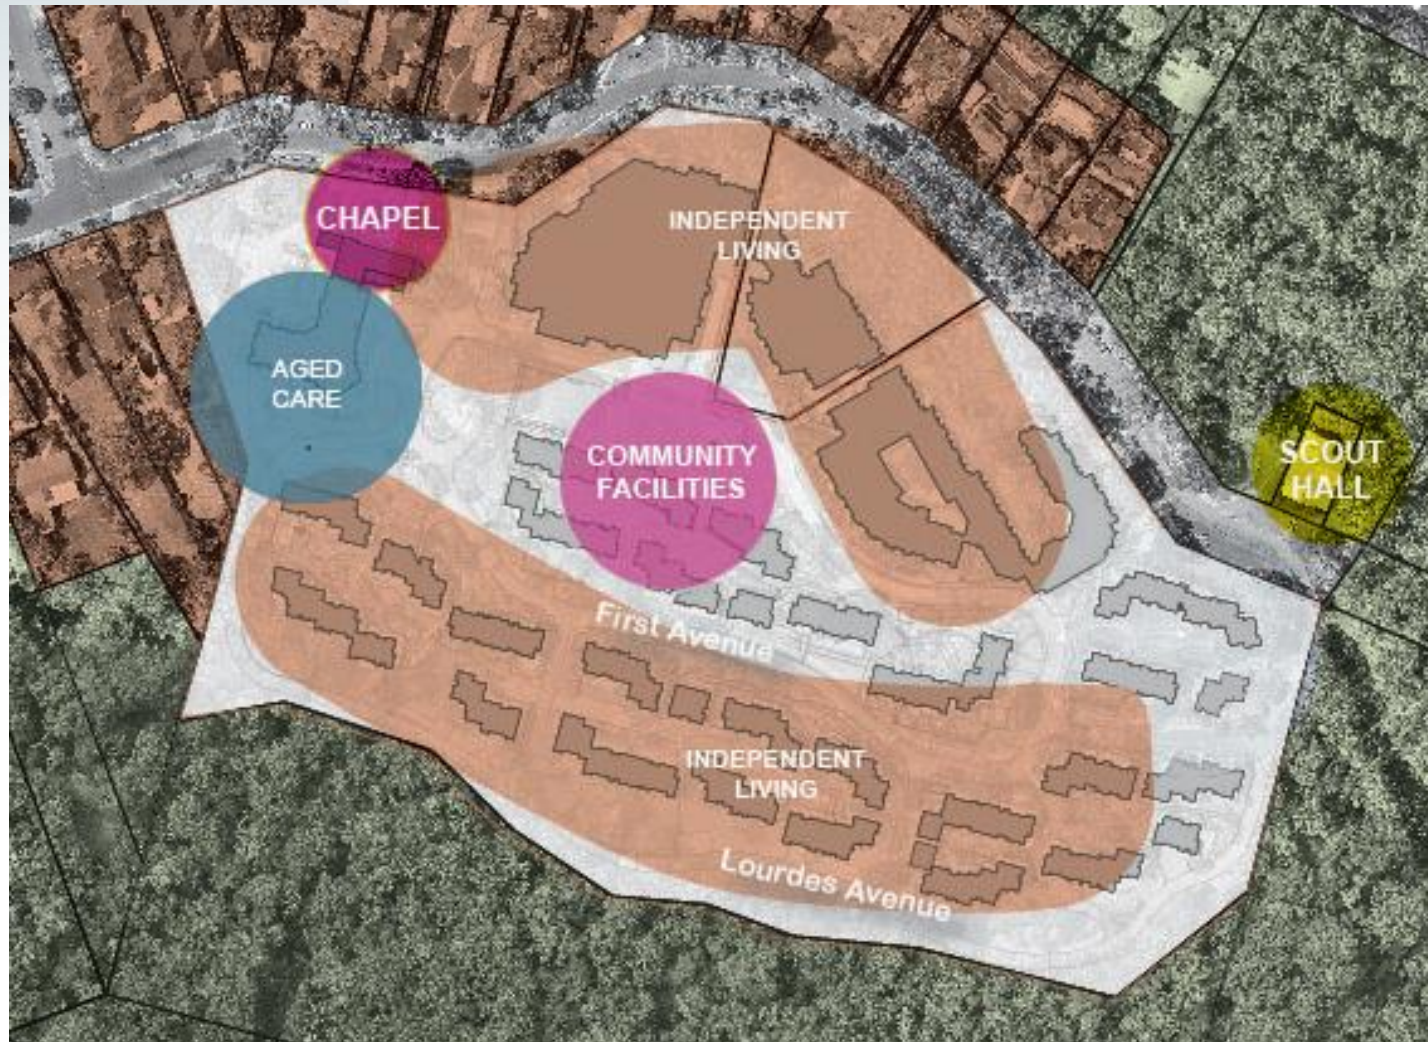 CHAPEL
INDEPENDENT
LIVING
AGED
CARE
COMMUNITY
FACILITIES
SCOUT
HALL
First Avenue
INDEPENDENT
LIVING
Lourdes Avenue